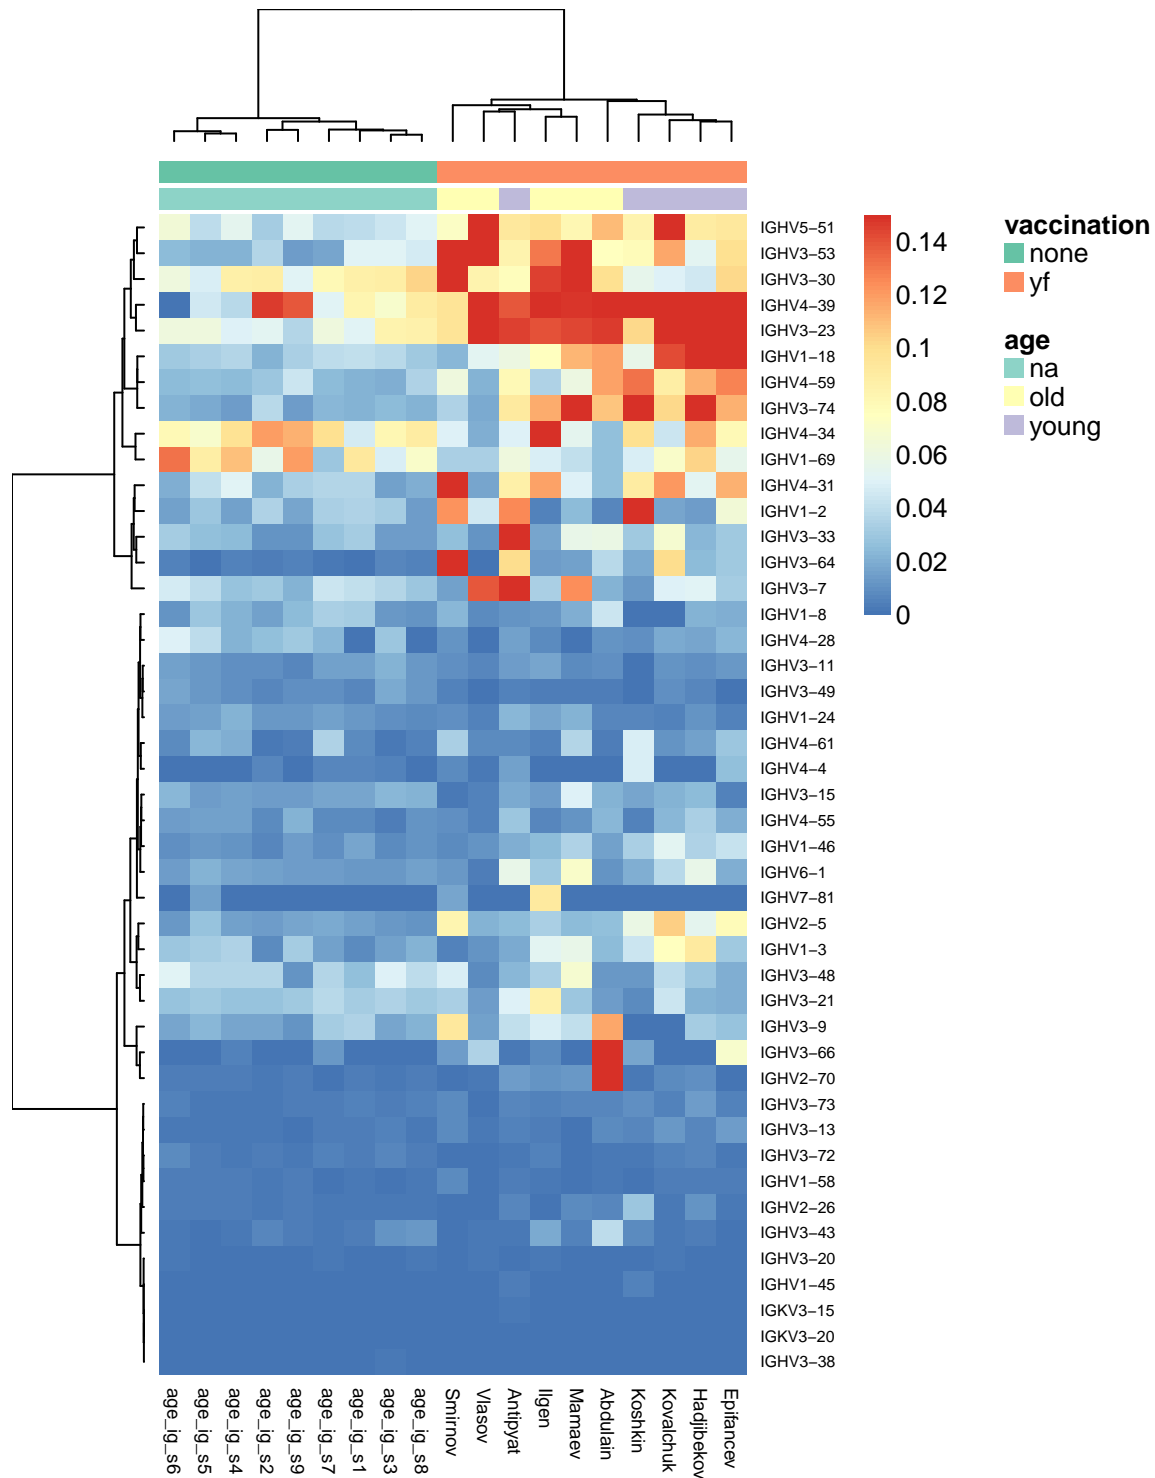 IGHV5-51
IGHV3-53
IGHV3-30
IGHV4-39
IGHV3-23
IGHV1-18
IGHV4-59
IGHV3-74
IGHV4-34
IGHV1-69
IGHV4-31
IGHV1-2
IGHV3-33
IGHV3-64
IGHV3-7
IGHV1-8
IGHV4-28
IGHV3-11
IGHV3-49
IGHV1-24
IGHV4-61
IGHV4-4
IGHV3-15
IGHV4-55
IGHV1-46
IGHV6-1
IGHV7-81
IGHV2-5
IGHV1-3
IGHV3-48
IGHV3-21
IGHV3-9
IGHV3-66
IGHV2-70
IGHV3-73
IGHV3-13
IGHV3-72
IGHV1-58
IGHV2-26
IGHV3-43
IGHV3-20
IGHV1-45
IGKV3-15
IGKV3-20
IGHV3-38
age_ig_s6
age_ig_s5
age_ig_s4
age_ig_s2
age_ig_s9
age_ig_s7
age_ig_s1
age_ig_s3
age_ig_s8
Smirnov
Vlasov
Antipyat
Ilgen
Mamaev
Abdulain
Koshkin
Kovalchuk
Hadjibekov
Epifancev
0.14
0.12
0.1
0.08
0.06
0.04
0.02
0
vaccination
none
yf
age
na
old
young